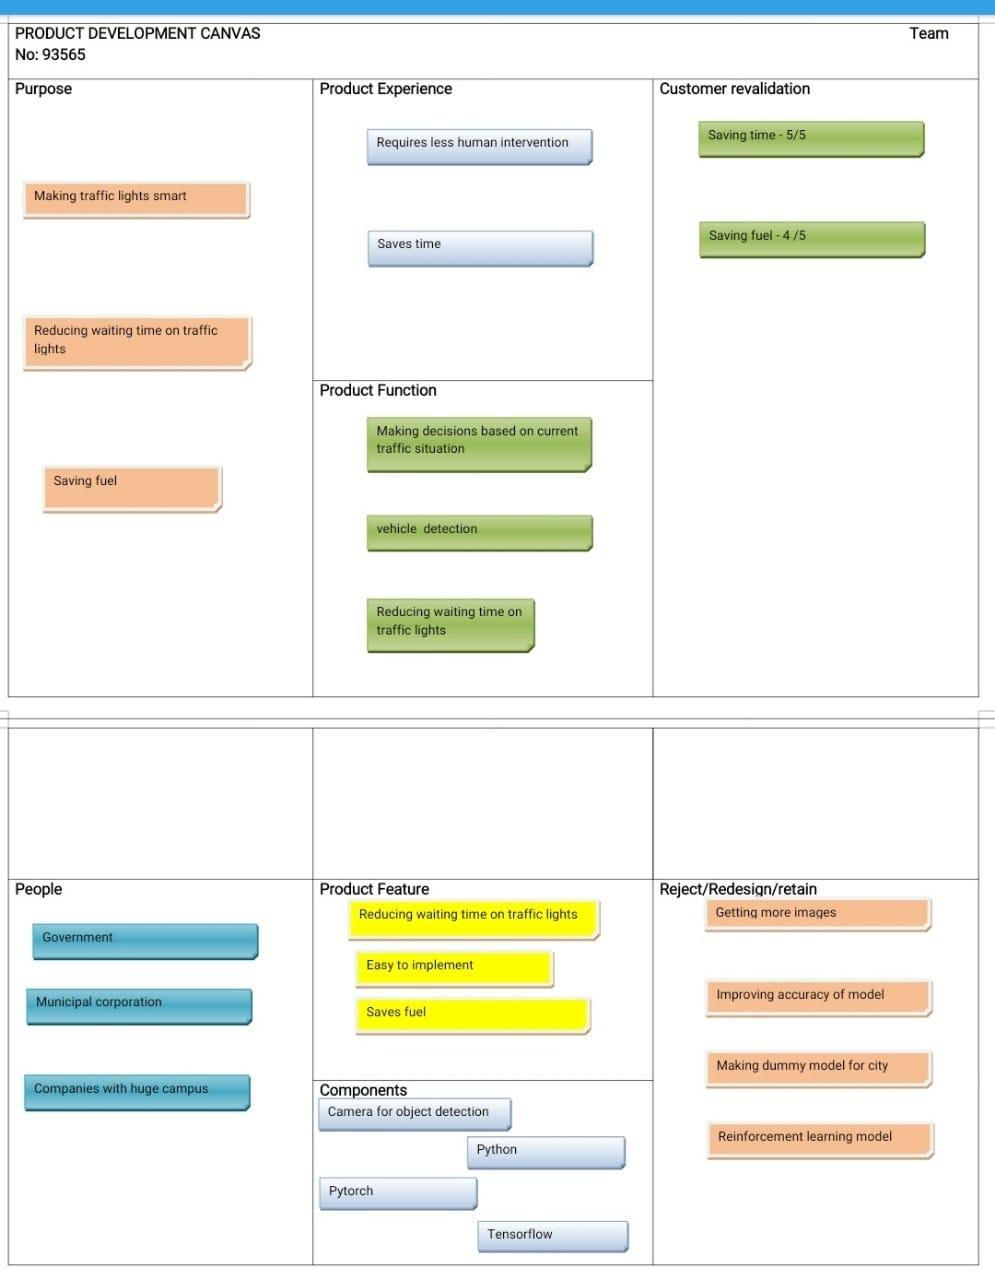 PRODUCT DEVELOPMENT CANVAS
Team
No: 93565
Purpose
Making traffic lights smart
Reducing waiting time on traffic
lights
Saving fuel
Product Experience
Requires less human intervention
Saves time
Product Function
Making decisions based on current
traffic situation
vehicle detection
Reducing waiting time on
traffic lights
Customer revalidation
Saving time - 5/5
Saving fuel - 4 /5
People
Government
Municipal corporation
Companies with huge campus
Product Feature
Reducing waiting time on traffic lights
Easy to implement
Saves fuel
Components
Camera for object detection
Python
Pytorch
Tensorflow
Reject/Redesign/retain
Getting more images
Improving accuracy of model
Making dummy model for city
Reinforcement learning model